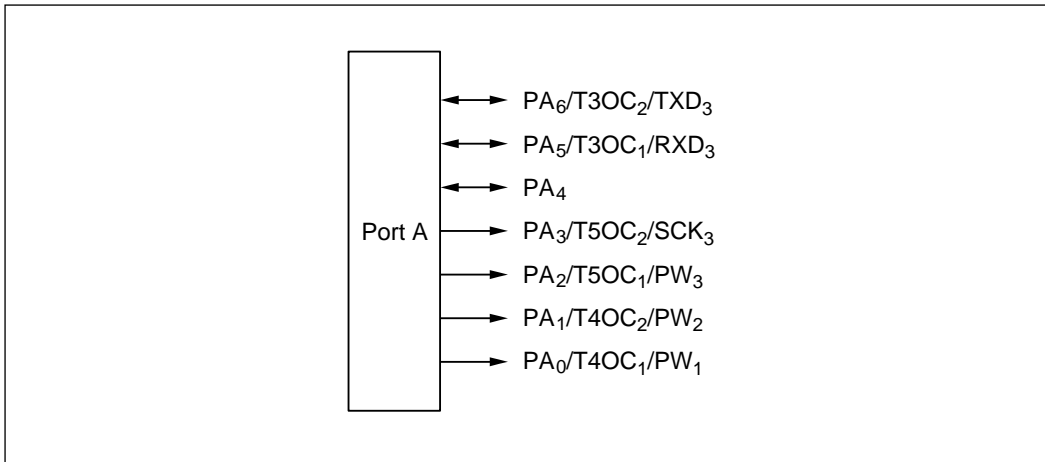 PA₆/T3OC₂/TXD₃
PA₅/T3OC₁/RXD₃
PA₄
Port A
PA₃/T5OC₂/SCK₃
PA₂/T5OC₁/PW₃
PA₁/T4OC₂/PW₂
PA₀/T4OC₁/PW₁